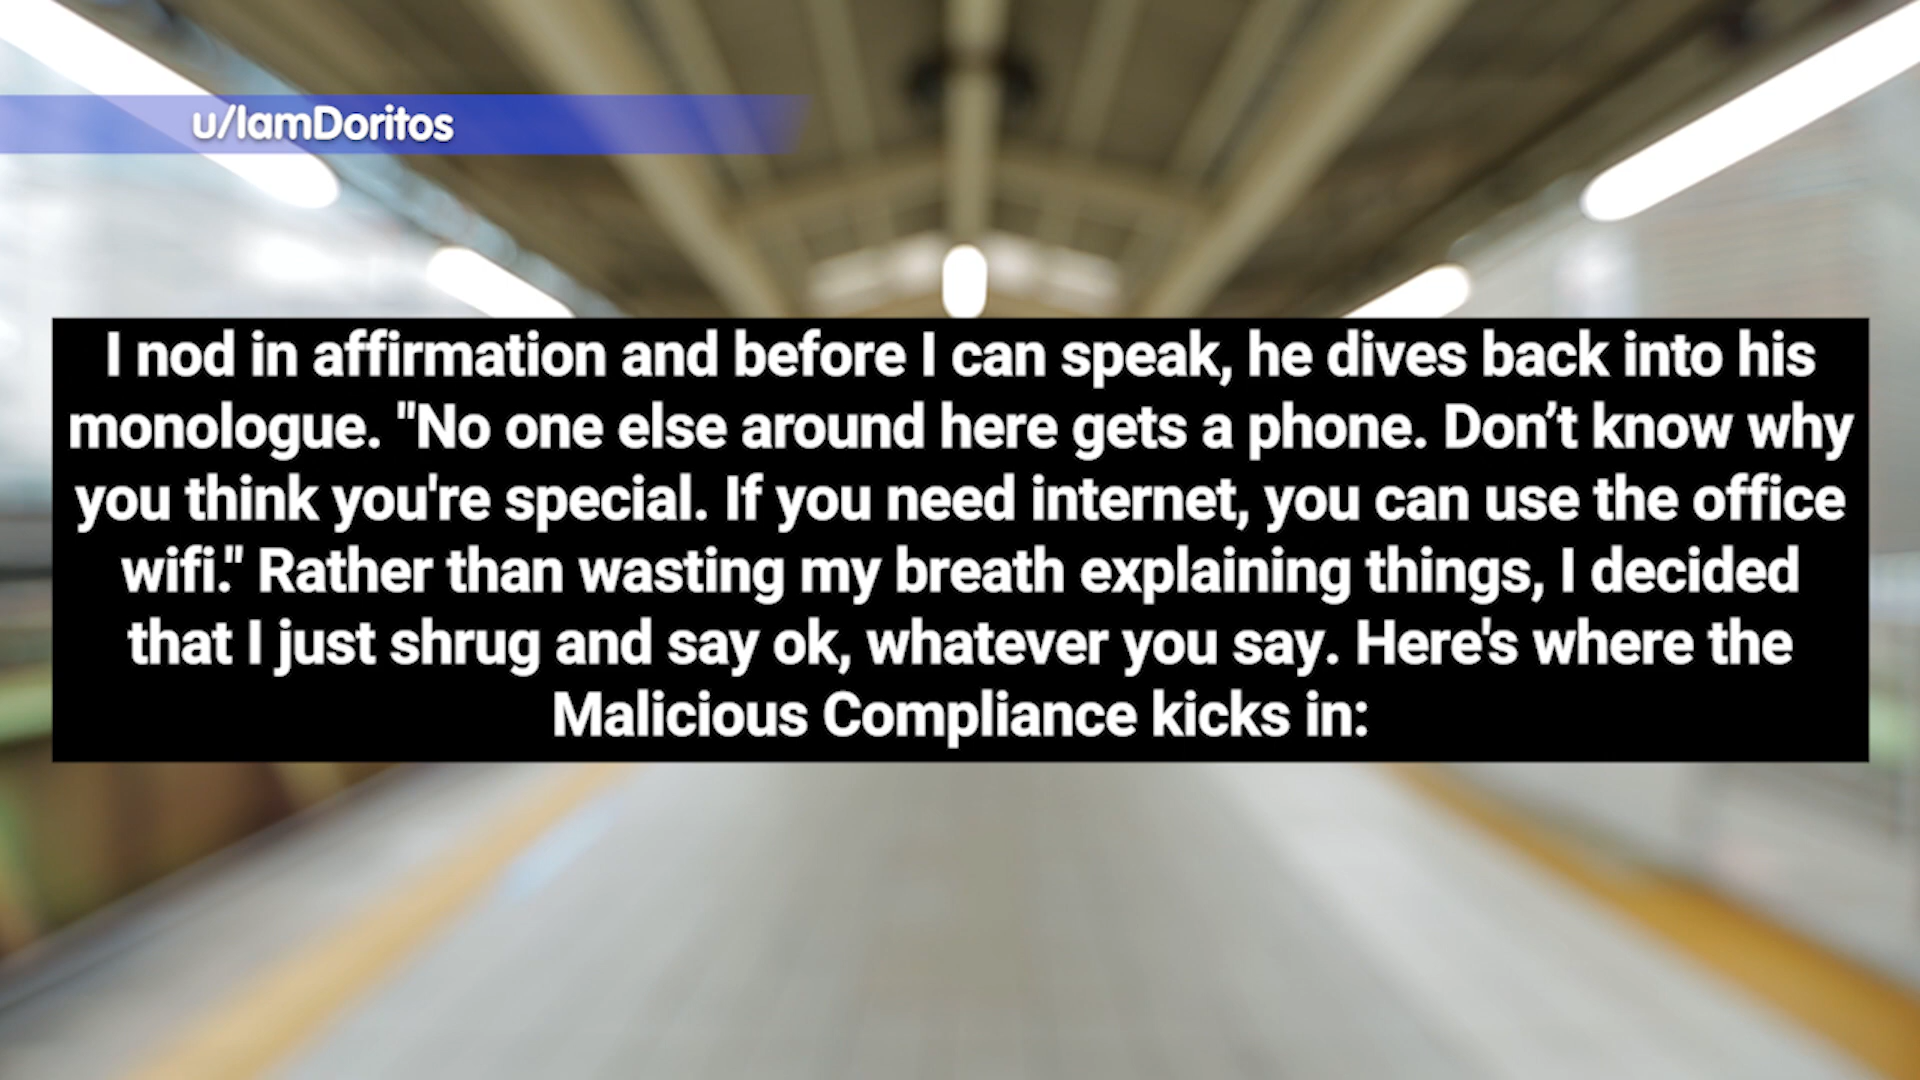 u/IamDoritos
I nod in affirmation and before I can speak, he dives back into his
monologue. "No one else around here gets a phone. Don’t know why
you think you're special. If you need internet, you can use the office
wifi." Rather than wasting my breath explaining things, I decided
that I just shrug and say ok, whatever you say. Here's where the
Malicious Compliance kicks in: